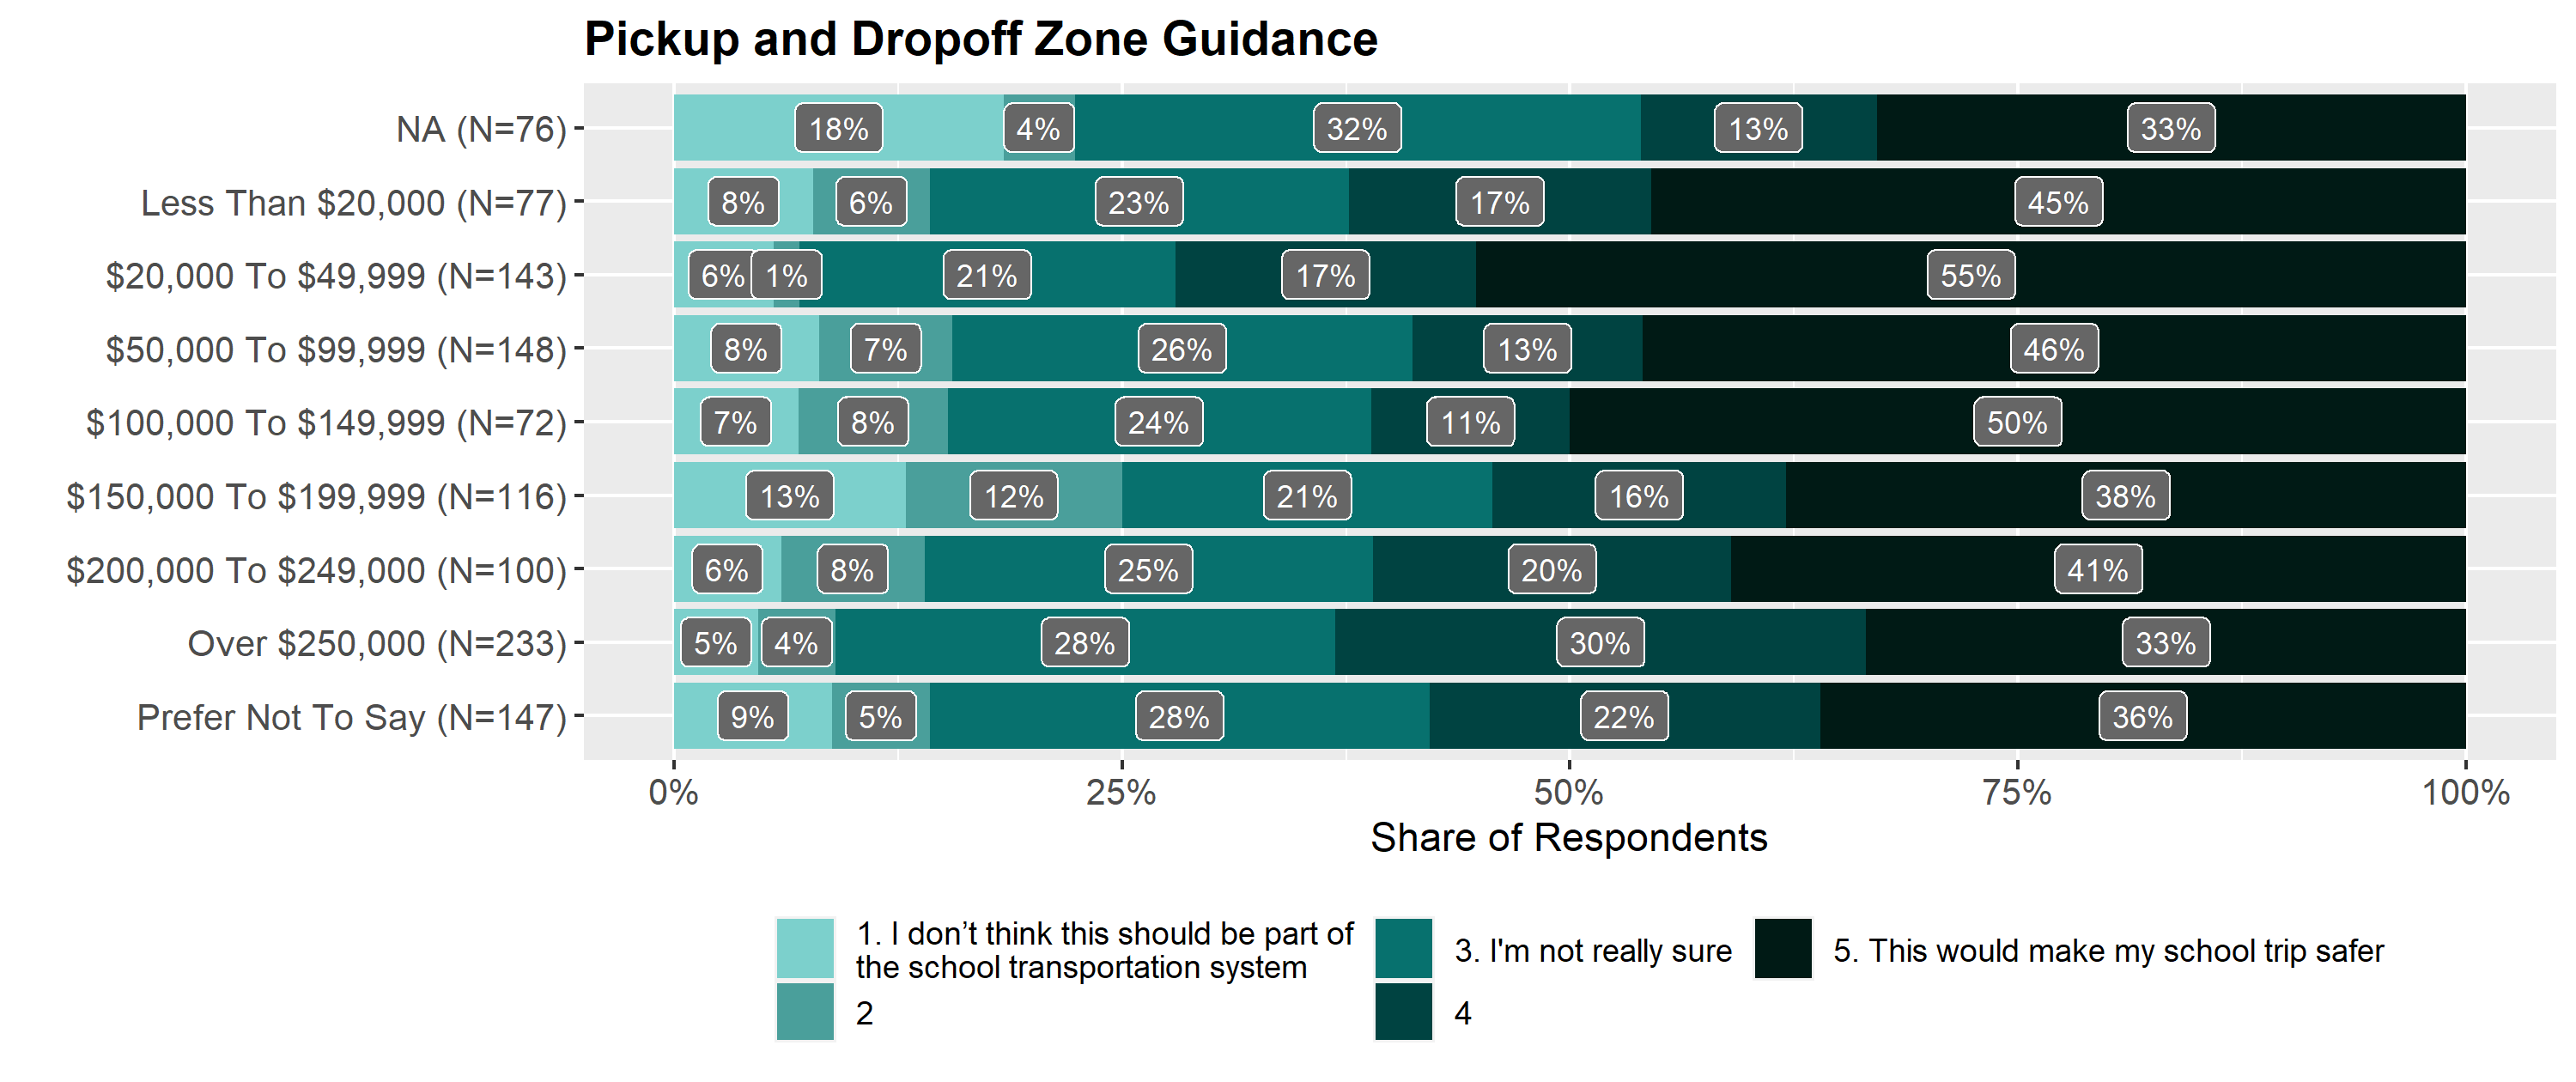 Pickup and Dropoff Zone Guidance
NA (N=76) 18% 4% 32% 13% 33%
Less Than $20,000 (N=77) 8% 6% 23% 17% 45%
$20,000 To $49,999 (N=143) 6% 1% 21% 17% 55%
$50,000 To $99,999 (N=148) 8% 7% 26% 13% 46%
$100,000 To $149,999 (N=72) 7% 8% 24% 11% 50%
$150,000 To $199,999 (N=116) 13% 12% 21% 16% 38%
$200,000 To $249,000 (N=100) 6% 8% 25% 20% 41%
Over $250,000 (N=233) 5% 4% 28% 30% 33%
Prefer Not To Say (N=147) 9% 5% 28% 22% 36%
0% 25% 50% 75% 100%
Share of Respondents
1. I don’t think this should be part of
the school transportation system
2
3. I'm not really sure
4
5. This would make my school trip safer